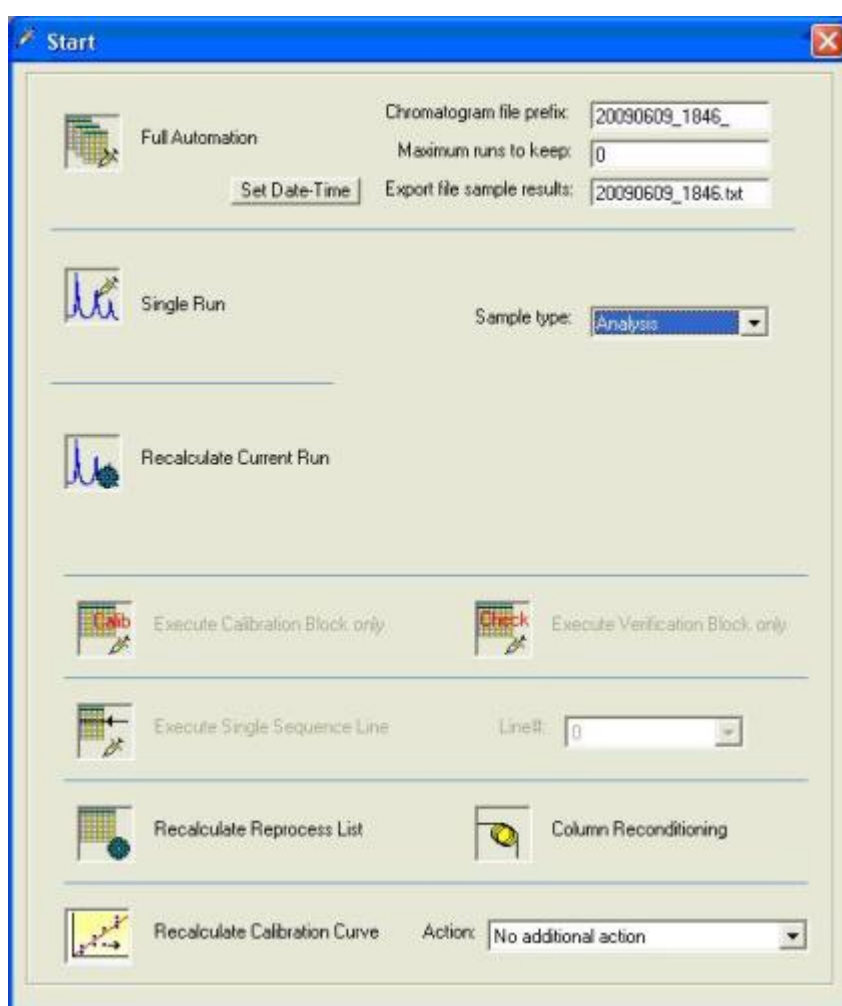 Start
Chromatogram file prefix: 20090609_1846_
Full Automation
Maximum runs to keep: 0
Set Date-Time Export file sample results: 20090609_1846.txt
Single Run
Sample type: Analysis
Recalculate Current Run
Calib Execute Calibration Block only Check Execute Verification Block only
Execute Single Sequence Line Line#: 0
Recalculate Reprocess List Column Reconditioning
Recalculate Calibration Curve Action: No additional action